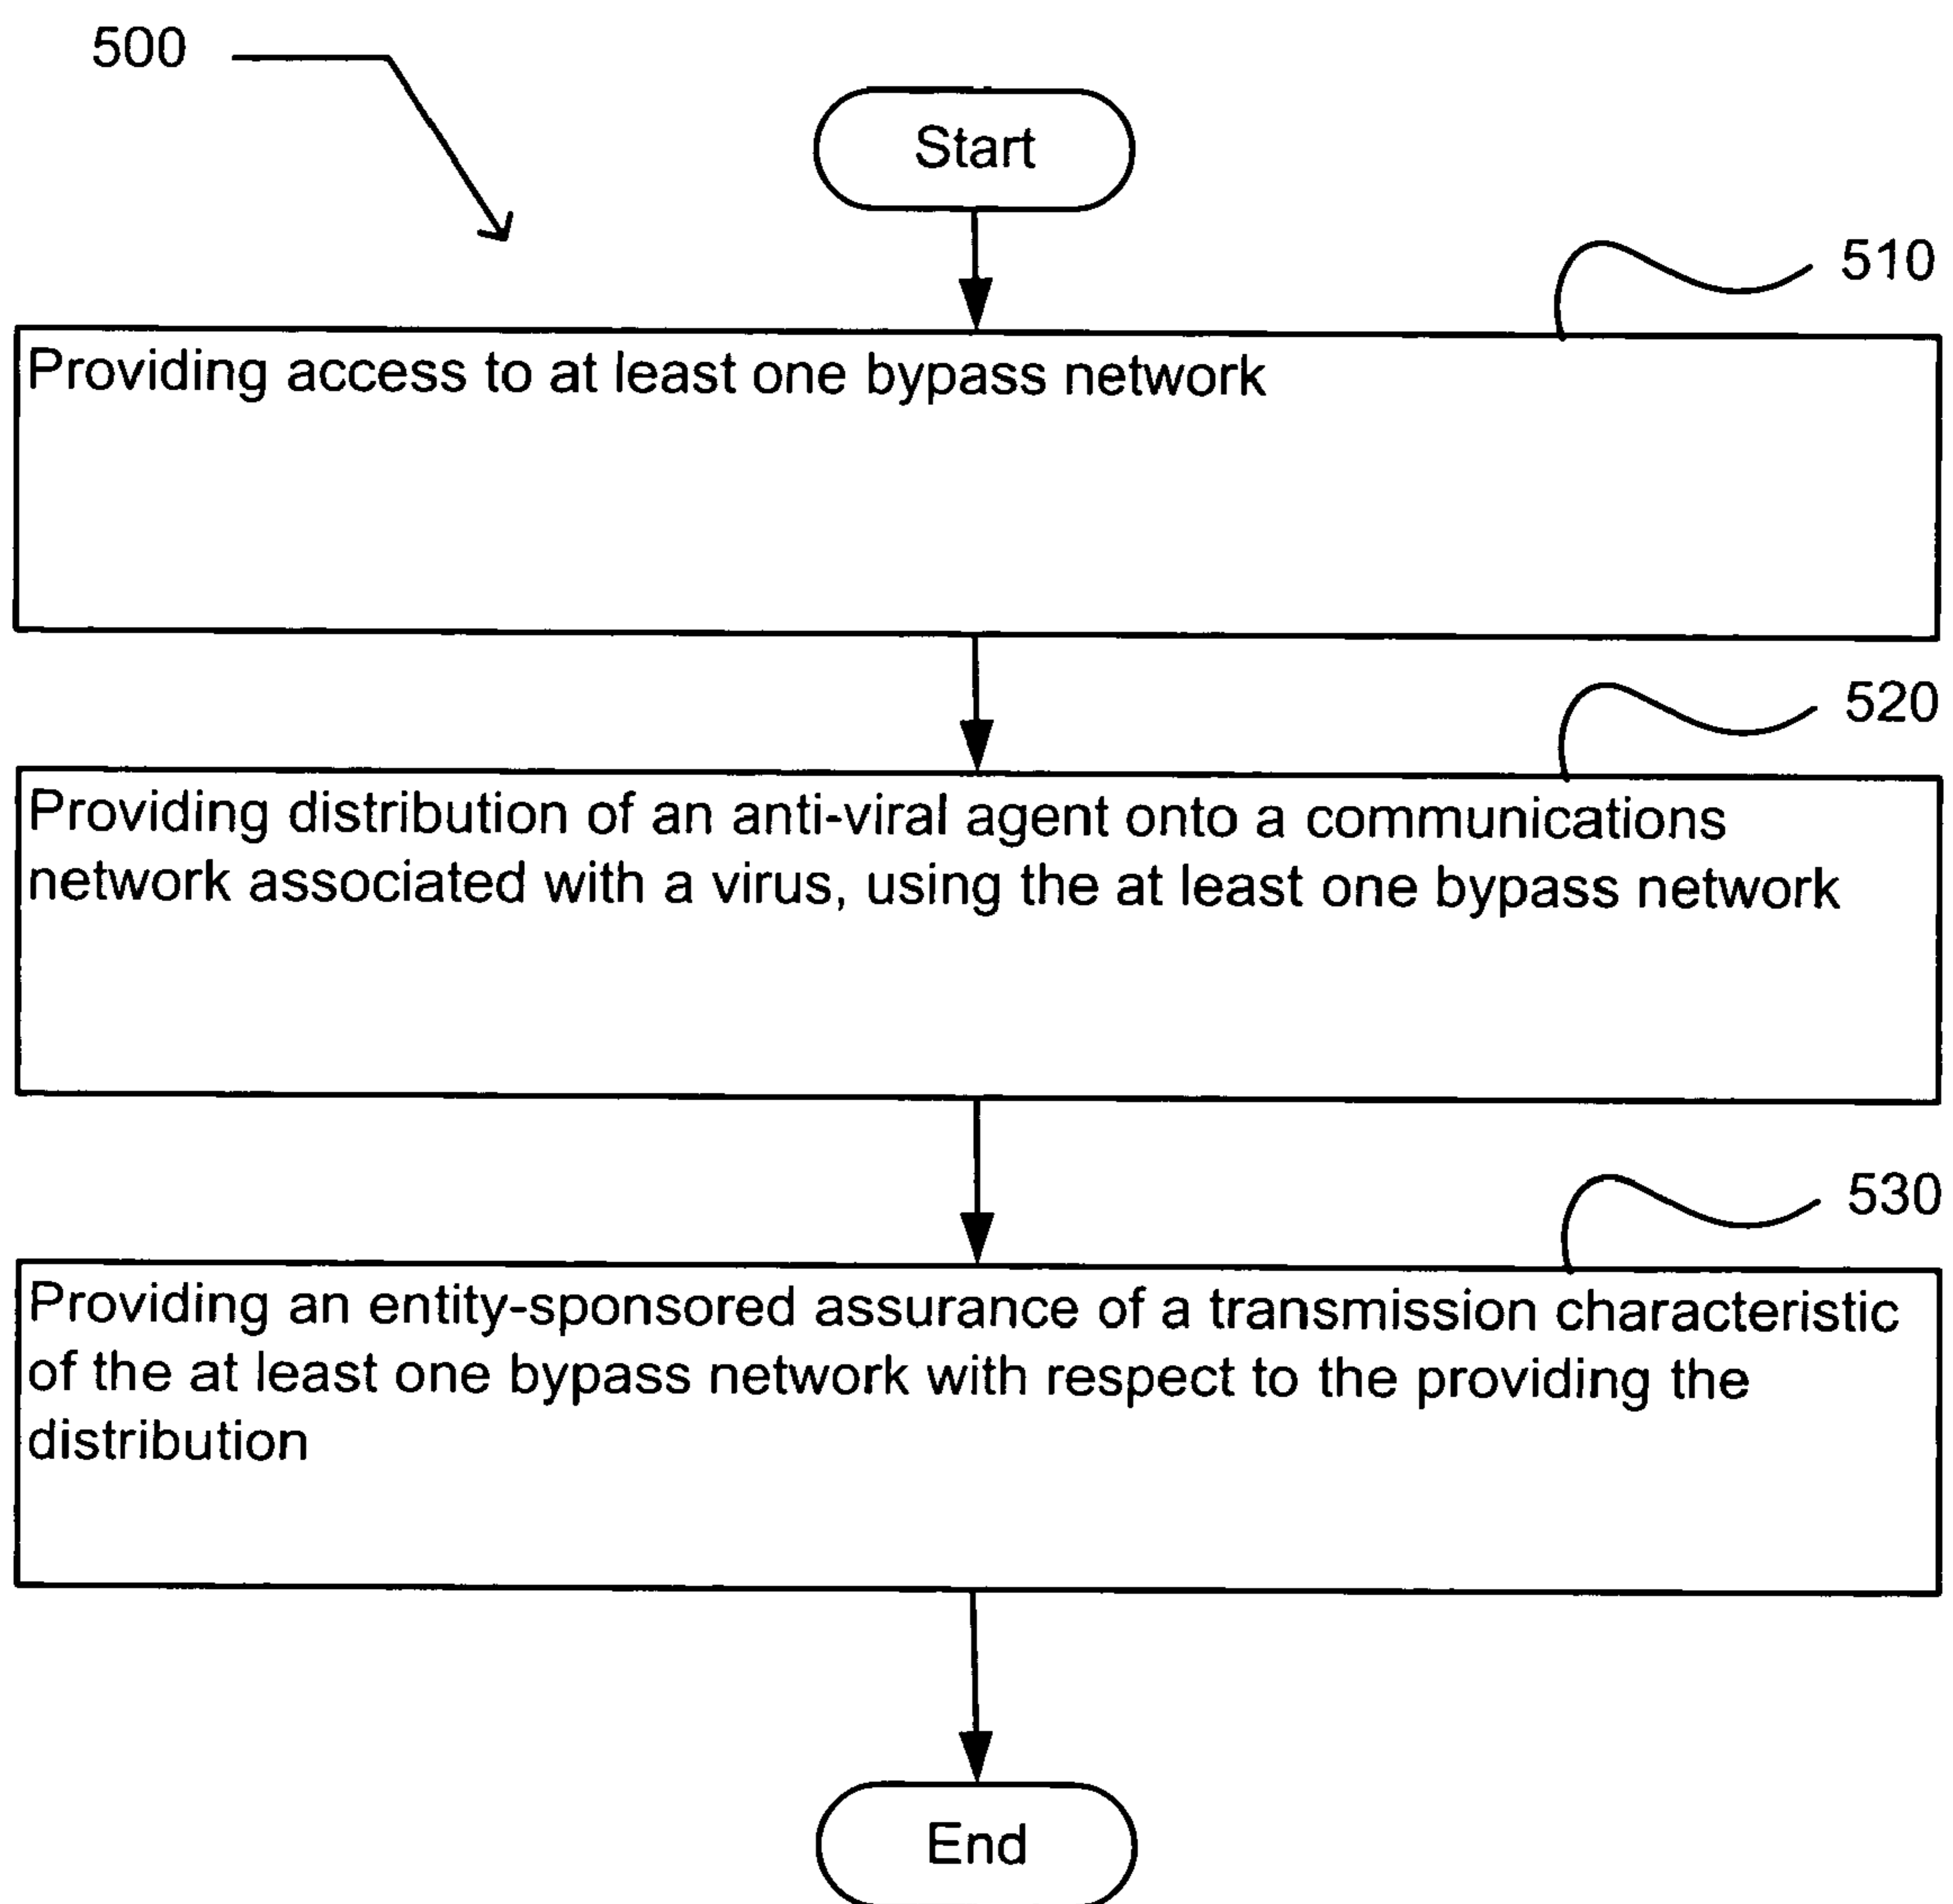 500
Start
510
Providing access to at least one bypass network
520
Providing distribution of an anti-viral agent onto a communications
network associated with a virus, using the at least one bypass network
530
Providing an entity-sponsored assurance of a transmission characteristic
of the at least one bypass network with respect to the providing the
distribution
End